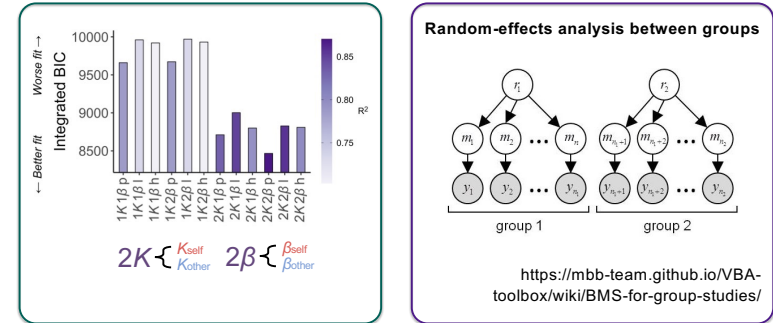 Worse fit →
← Better fit
Integrated BIC
10000
9500
9000
8500
1K1β p
1K1β l
1K1β h
1K2β p
1K2β l
1K2β h
2K1β p
2K1β l
2K1β h
2K2β p
2K2β l
2K2β h
0.85
0.80
0.75
R²
2K { Kself
Kother
2β { βself
βother
Random-effects analysis between groups
r₁ r₂
m₁ m₂ ••• mₙ mₙ₁₊₁ mₙ₁₊₂ ••• mₙ₂
y₁ y₂ ••• yₙ₁ yₙ₁₊₁ yₙ₁₊₂ ••• yₙ₂
group 1 group 2
https://mbb-team.github.io/VBA-
toolbox/wiki/BMS-for-group-studies/